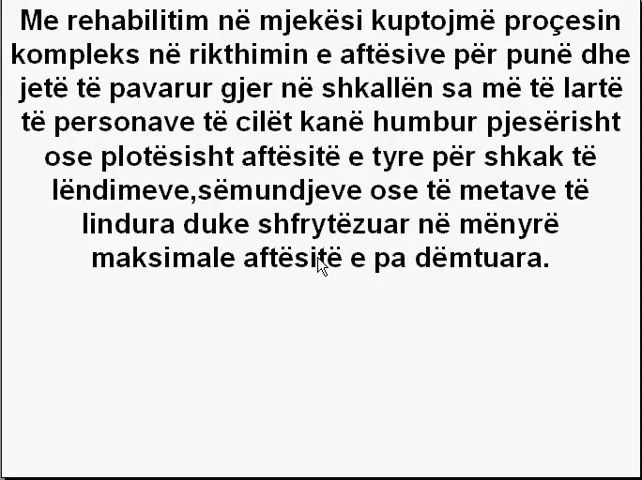 Me rehabilitim në mjekësi kuptojmë proçesin
kompleks në rikthimin e aftësive për punë dhe
jetë të pavarur gjer në shkallën sa më të lartë
të personave të cilët kanë humbur pjesërisht
ose plotësisht aftësitë e tyre për shkak të
lëndimeve,sëmundjeve ose të metave të
lindura duke shfrytëzuar në mënyrë
maksimale aftësitë e pa dëmtuara.